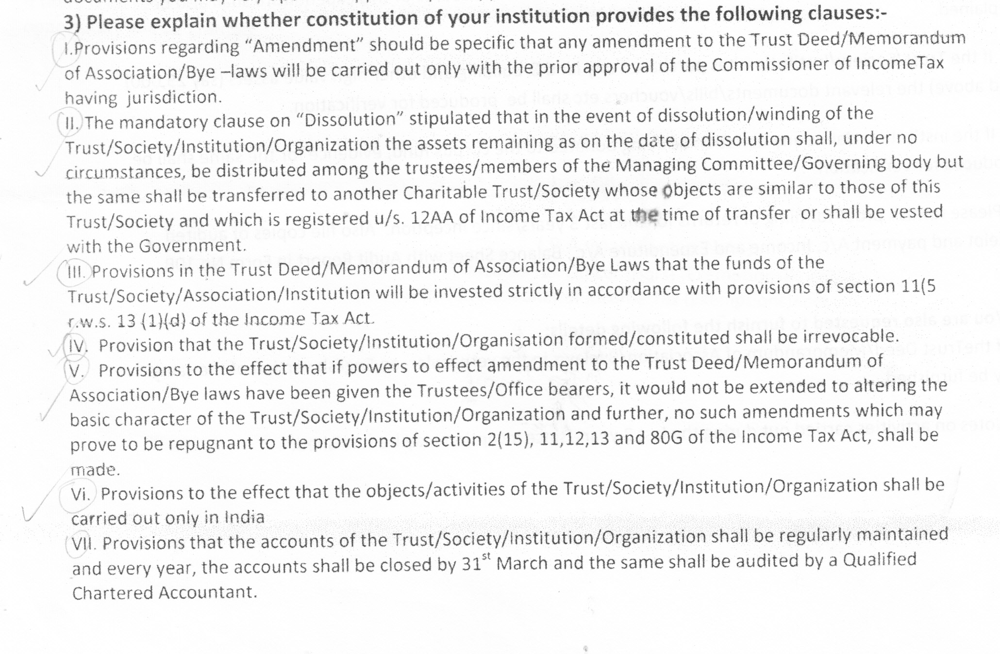 3) Please explain whether constitution of your institution provides the following clauses:-
I.Provisions regarding “Amendment” should be specific that any amendment to the Trust Deed/Memorandum
of Association/Bye –laws will be carried out only with the prior approval of the Commissioner of IncomeTax
having jurisdiction.
II. The mandatory clause on “Dissolution” stipulated that in the event of dissolution/winding of the
Trust/Society/Institution/Organization the assets remaining as on the date of dissolution shall, under no
circumstances, be distributed among the trustees/members of the Managing Committee/Governing body but
the same shall be transferred to another Charitable Trust/Society whose objects are similar to those of this
Trust/Society and which is registered u/s. 12AA of Income Tax Act at the time of transfer or shall be vested
with the Government.
III. Provisions in the Trust Deed/Memorandum of Association/Bye Laws that the funds of the
Trust/Society/Association/Institution will be invested strictly in accordance with provisions of section 11(5
r.w.s. 13 (1)(d) of the Income Tax Act.
IV. Provision that the Trust/Society/Institution/Organisation formed/constituted shall be irrevocable.
V. Provisions to the effect that if powers to effect amendment to the Trust Deed/Memorandum of
Association/Bye laws have been given the Trustees/Office bearers, it would not be extended to altering the
basic character of the Trust/Society/Institution/Organization and further, no such amendments which may
prove to be repugnant to the provisions of section 2(15), 11,12,13 and 80G of the Income Tax Act, shall be
made.
Vi. Provisions to the effect that the objects/activities of the Trust/Society/Institution/Organization shall be
carried out only in India
VII. Provisions that the accounts of the Trust/Society/Institution/Organization shall be regularly maintained
and every year, the accounts shall be closed by 31st March and the same shall be audited by a Qualified
Chartered Accountant.